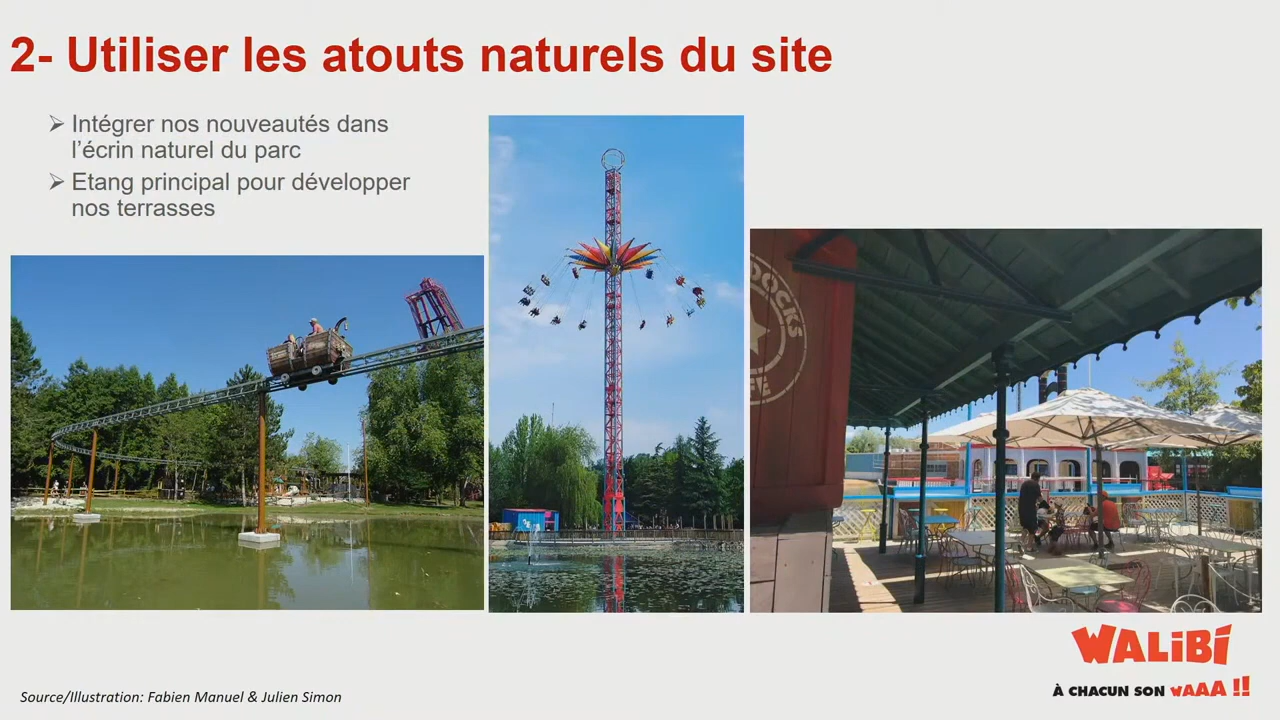 2- Utiliser les atouts naturels du site
➢ Intégrer nos nouveautés dans
l’écrin naturel du parc
➢ Etang principal pour développer
nos terrasses
DOCKS
WALiBi
À CHACUN SON WAAA !!
Source/Illustration: Fabien Manuel & Julien Simon